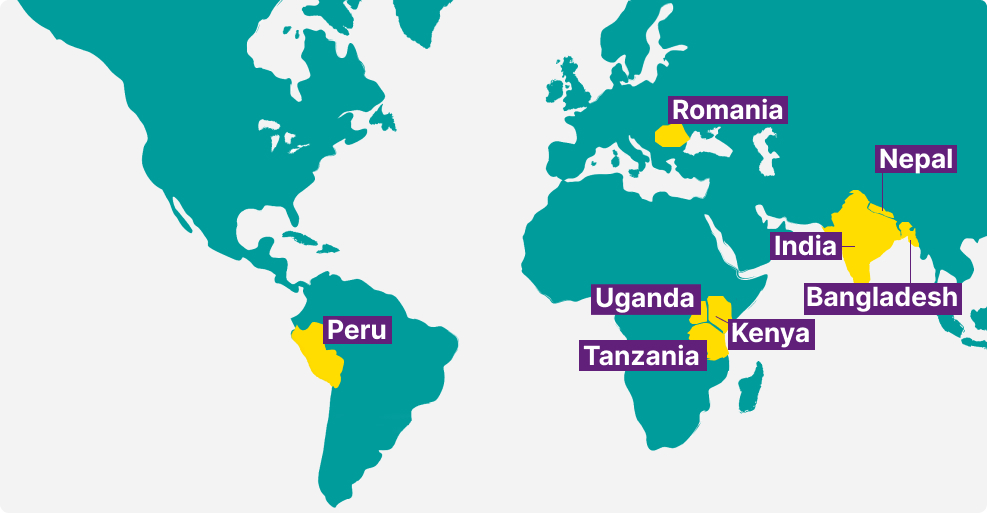 Romania
Nepal
India
Bangladesh
Uganda
Kenya
Tanzania
Peru